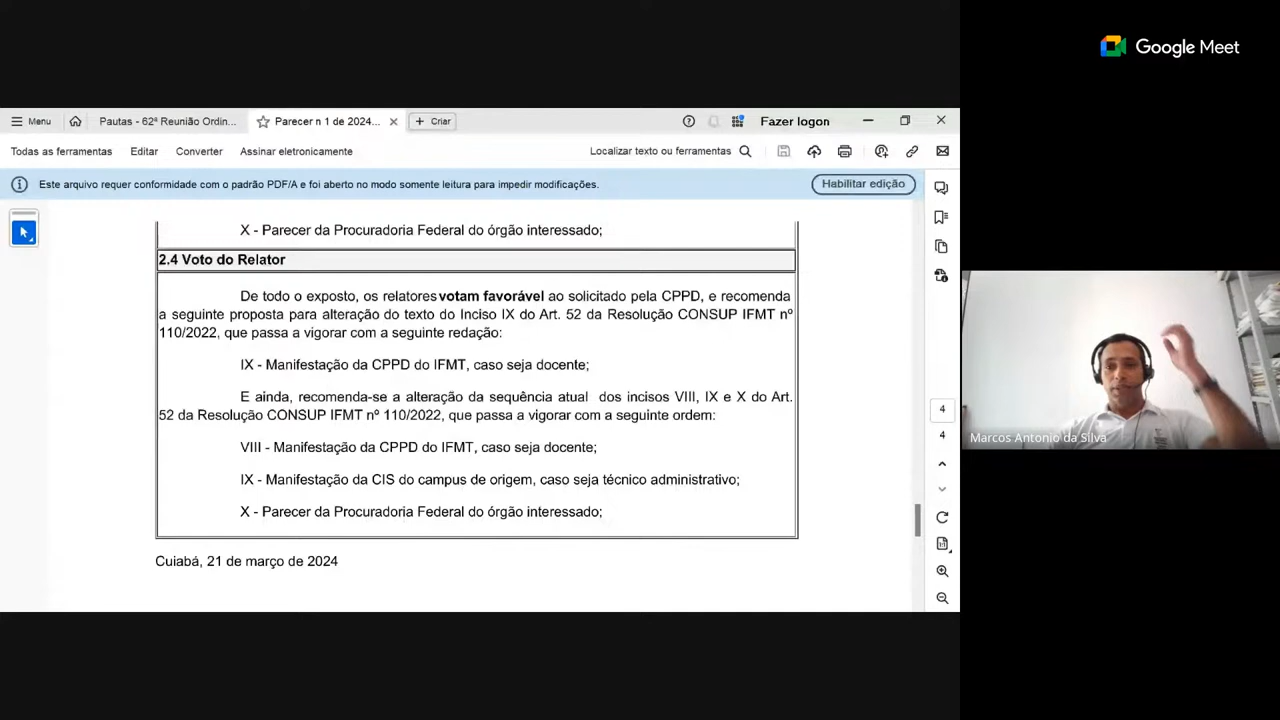 Google Meet
Menu
Pautas - 62ª Reunião Ordin...
Parecer n 1 de 2024...
Criar
Fazer logon
Todas as ferramentas
Editar
Converter
Assinar eletronicamente
Localizar texto ou ferramentas
Este arquivo requer conformidade com o padrão PDF/A e foi aberto no modo somente leitura para impedir modificações.
Habilitar edição
X - Parecer da Procuradoria Federal do órgão interessado;
2.4 Voto do Relator
De todo o exposto, os relatores votam favorável ao solicitado pela CPPD, e recomenda
a seguinte proposta para alteração do texto do Inciso IX do Art. 52 da Resolução CONSUP IFMT nº
110/2022, que passa a vigorar com a seguinte redação:
IX - Manifestação da CPPD do IFMT, caso seja docente;
E ainda, recomenda-se a alteração da sequência atual dos incisos VIII, IX e X do Art.
52 da Resolução CONSUP IFMT nº 110/2022, que passa a vigorar com a seguinte ordem:
VIII - Manifestação da CPPD do IFMT, caso seja docente;
IX - Manifestação da CIS do campus de origem, caso seja técnico administrativo;
X - Parecer da Procuradoria Federal do órgão interessado;
Cuiabá, 21 de março de 2024
4
4
Marcos Antonio da Silva